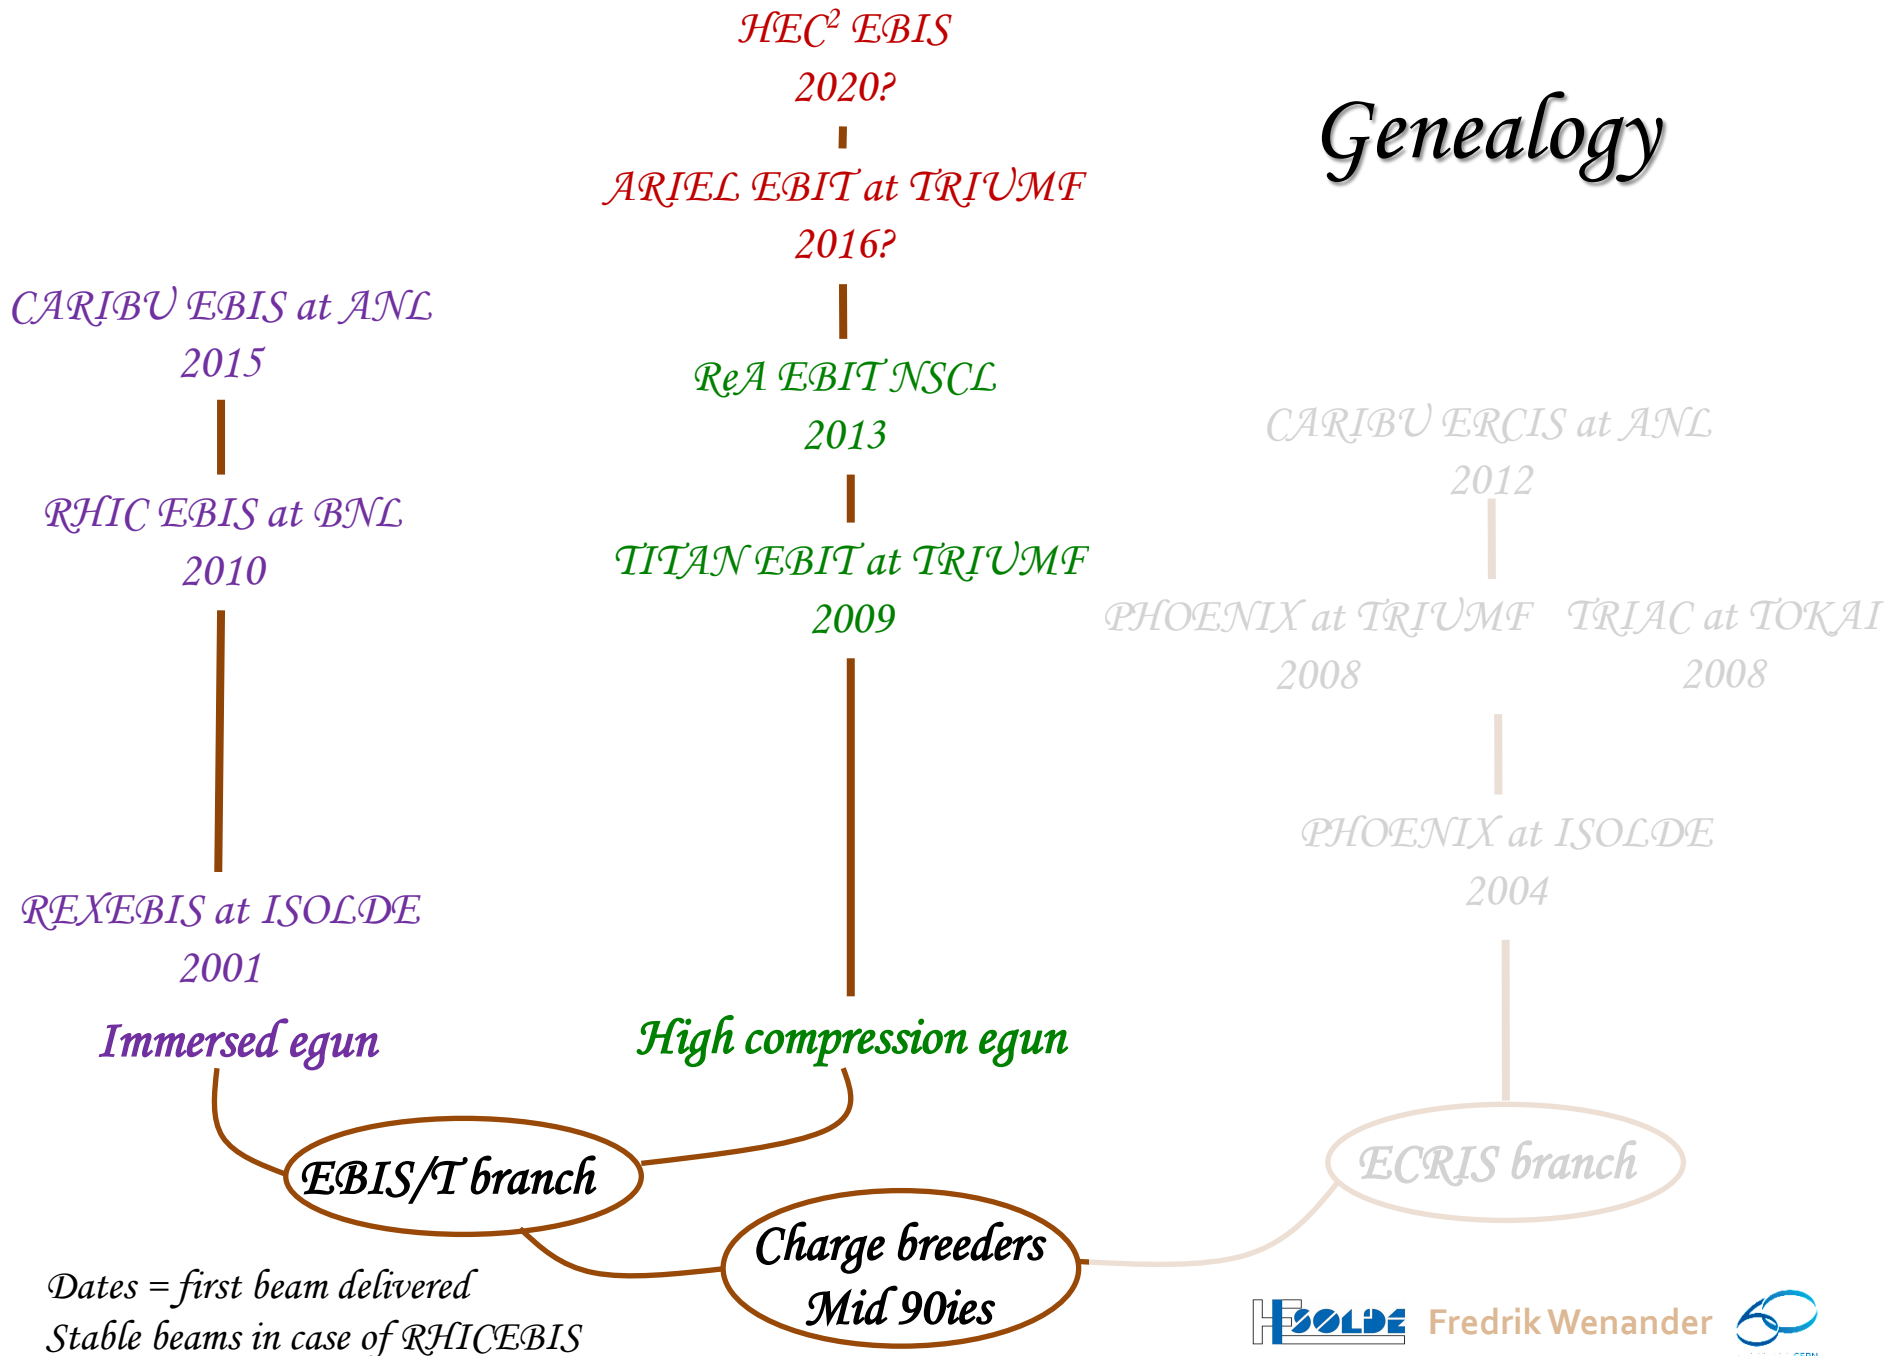 Genealogy
HEC² EBIS
2020?
ARIEL EBIT at TRIUMF
2016?
ReA EBIT NSCL
2013
TITAN EBIT at TRIUMF
2009
High compression egun
CARIBU EBIS at ANL
2015
RHIC EBIS at BNL
2010
REXEBIS at ISOLDE
2001
Immersed egun
CARIBU ERCIS at ANL
2012
PHOENIX at TRIUMF
2008
TRIAC at TOKAI
2008
PHOENIX at ISOLDE
2004
ECRIS branch
EBIS/T branch
Charge breeders
Mid 90ies
Dates = first beam delivered
Stable beams in case of RHICEBIS
ISOLDE
Fredrik Wenander
60
CERN